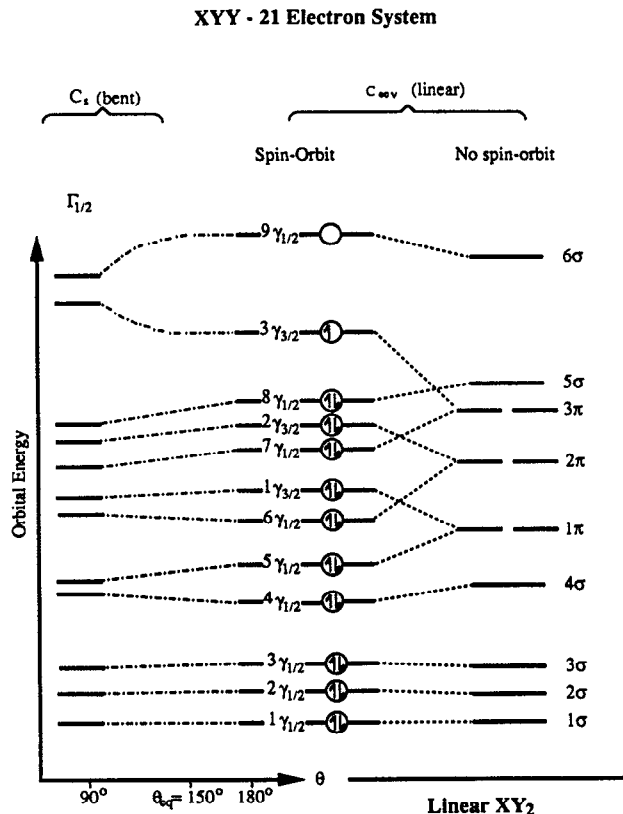 XYY - 21 Electron System
C_s (bent)
C_∞v (linear)
Spin-Orbit
No spin-orbit
Γ_1/2
9 γ_1/2
6σ
3 γ_3/2
5σ
8 γ_1/2
3π
2 γ_3/2
7 γ_1/2
2π
1 γ_3/2
6 γ_1/2
1π
5 γ_1/2
4σ
4 γ_1/2
3 γ_1/2
3σ
2 γ_1/2
2σ
1 γ_1/2
1σ
Orbital Energy
θ
90° θ_eq= 150° 180°
Linear XY_2